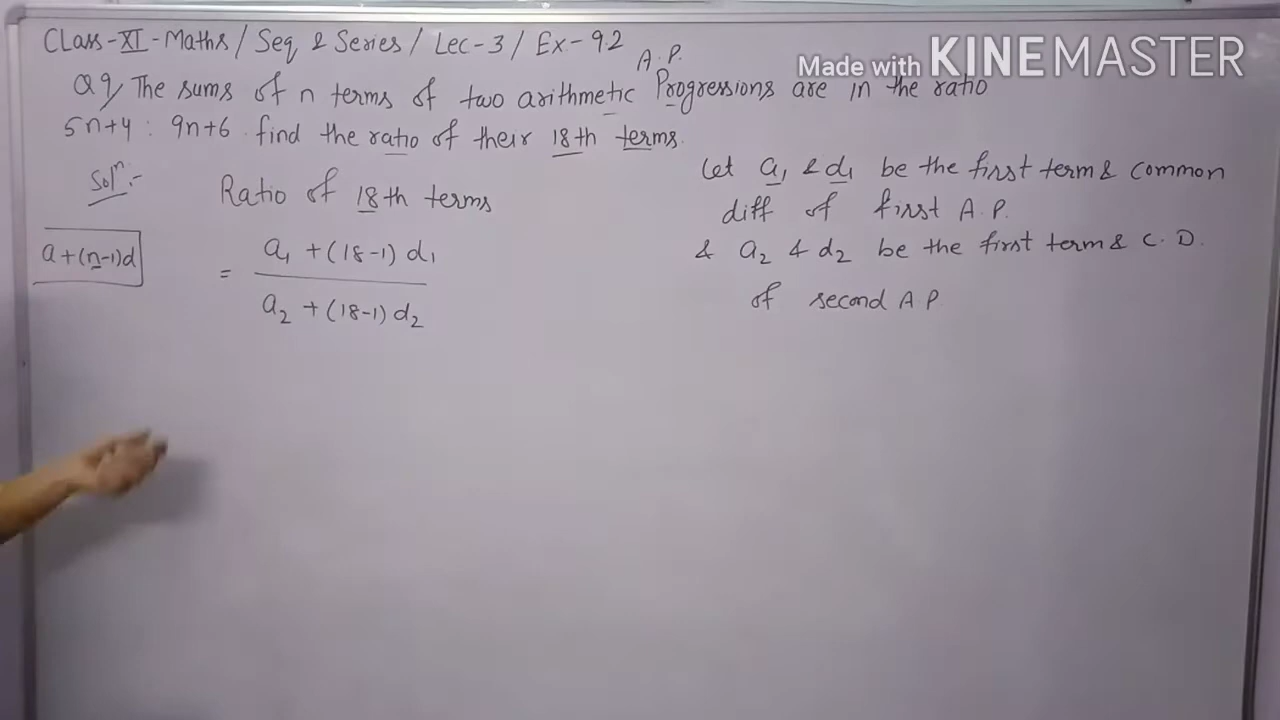 Class-XI-Maths / Seq & Series / Lec-3 / Ex-9.2
Made with KINEMASTER
A.P.
Q9, The sums of n terms of two arithmetic Progressions are in the ratio
5n+4 : 9n+6 . find the ratio of their 18th terms.
Solⁿ:-
Ratio of 18th terms
a+(n-1)d
= a₁ + (18-1) d₁
a₂ + (18-1) d₂
Let a₁ & d₁ be the first term & common
diff of first A.P.
& a₂ & d₂ be the first term & C.D.
of second A.P